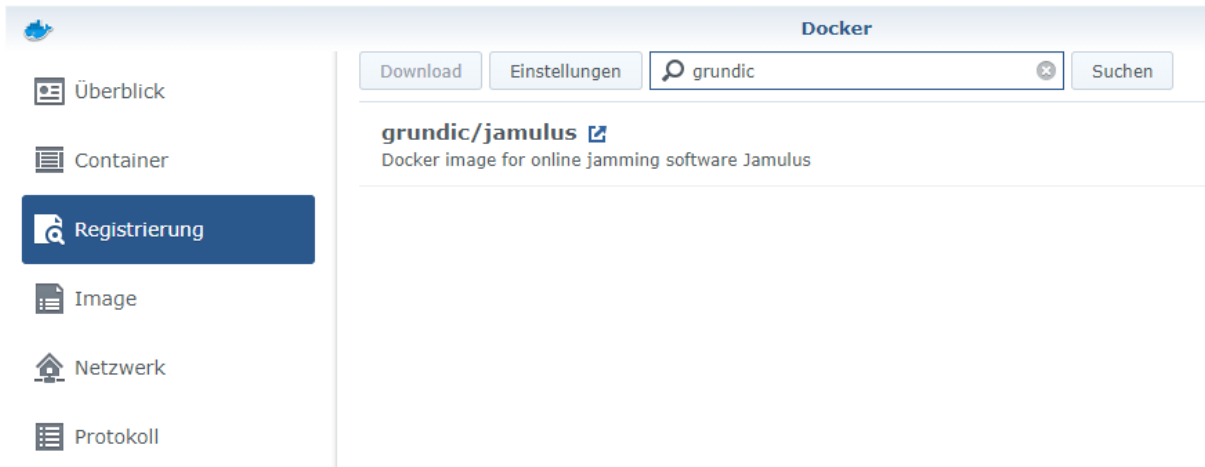 Docker
Überblick
Container
Registrierung
Image
Netzwerk
Protokoll
Download Einstellungen grundic Suchen
grundic/jamulus
Docker image for online jamming software Jamulus